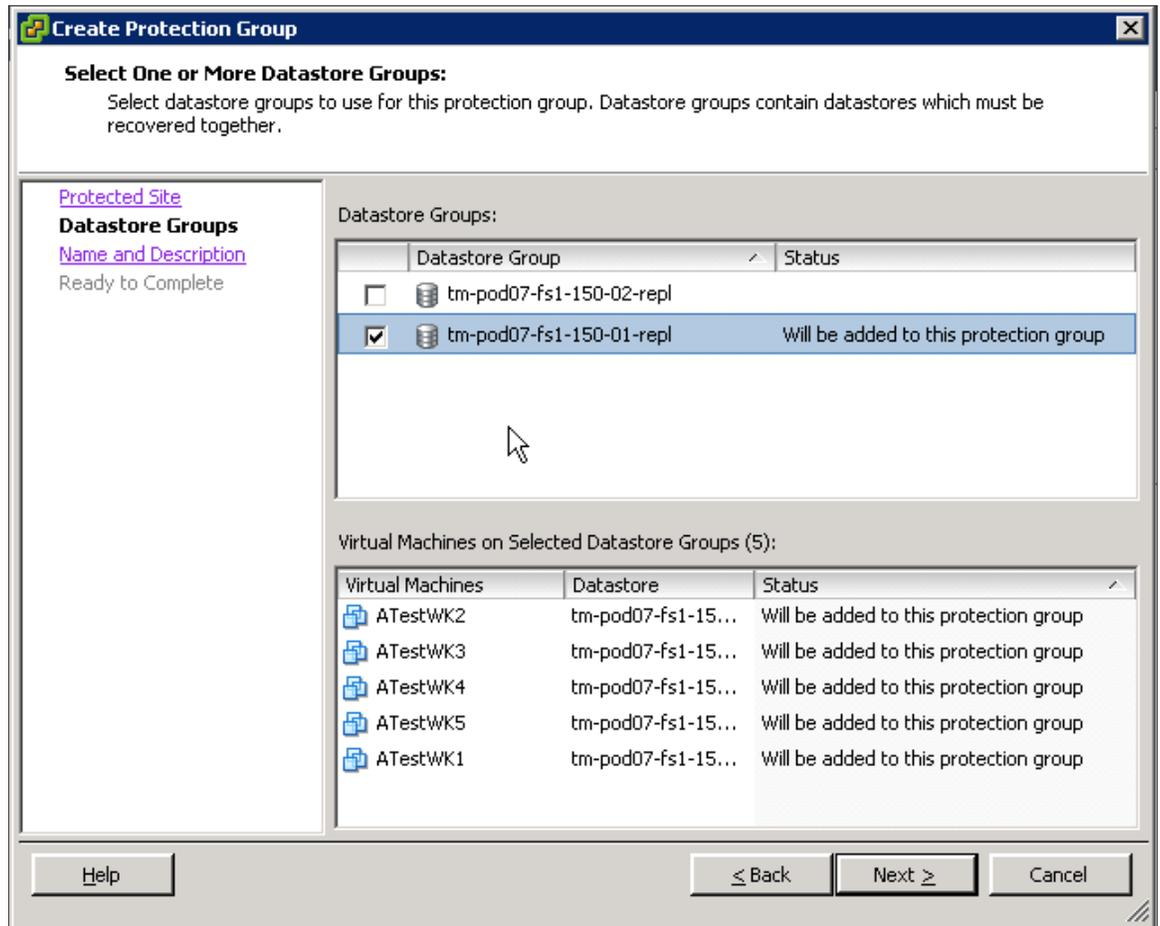 Create Protection Group
Select One or More Datastore Groups:
Select datastore groups to use for this protection group. Datastore groups contain datastores which must be
recovered together.
Protected Site
Datastore Groups
Name and Description
Ready to Complete
Datastore Groups:
Datastore Group Status
tm-pod07-fs1-150-02-repl
tm-pod07-fs1-150-01-repl Will be added to this protection group
Virtual Machines on Selected Datastore Groups (5):
Virtual Machines Datastore Status
ATestWK2 tm-pod07-fs1-15... Will be added to this protection group
ATestWK3 tm-pod07-fs1-15... Will be added to this protection group
ATestWK4 tm-pod07-fs1-15... Will be added to this protection group
ATestWK5 tm-pod07-fs1-15... Will be added to this protection group
ATestWK1 tm-pod07-fs1-15... Will be added to this protection group
Help < Back Next > Cancel